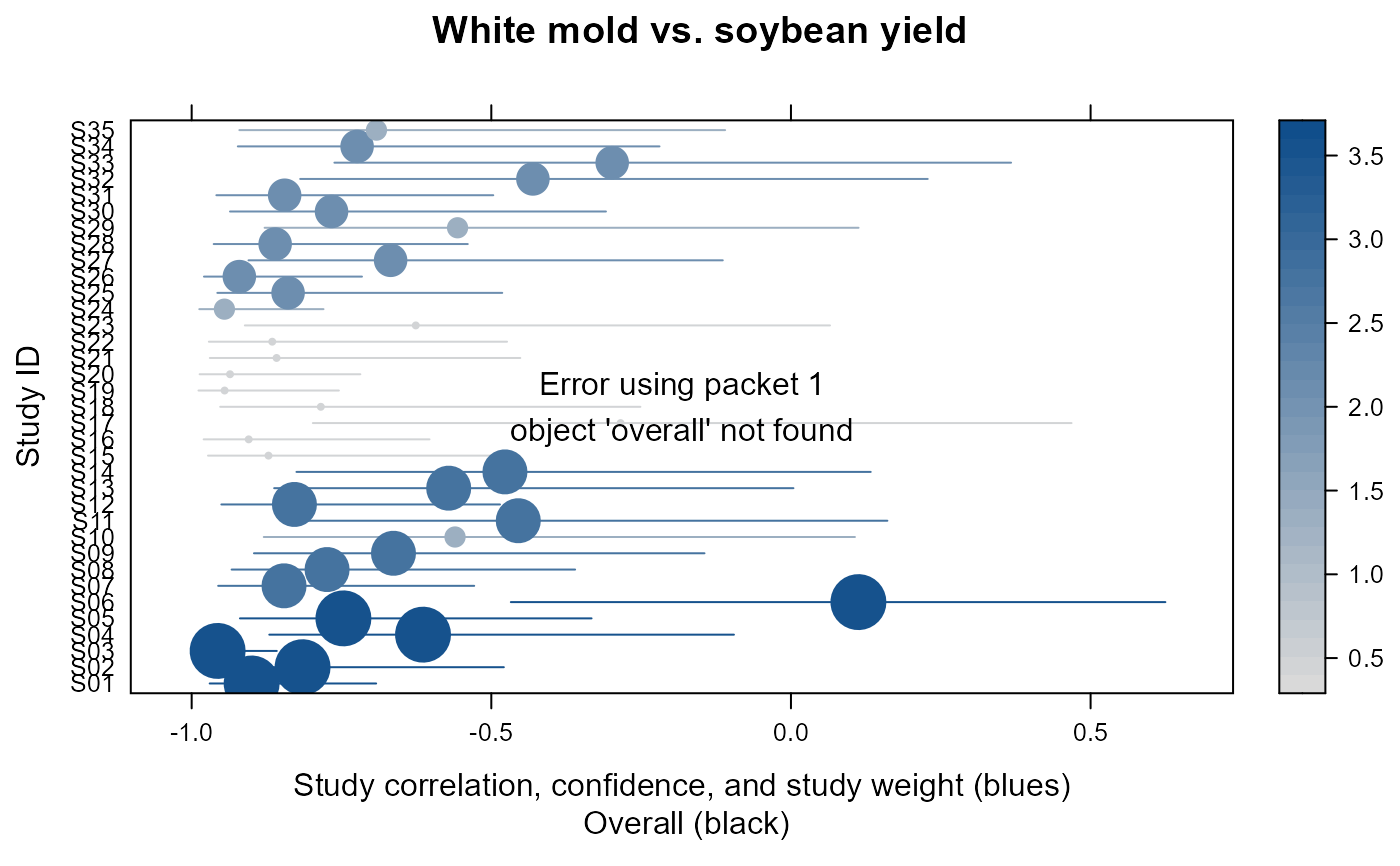 White mold vs. soybean yield
Study ID
S35
S34
S33
S32
S31
S30
S29
S28
S27
S26
S25
S24
S23
S22
S21
S20
S19
S18
S17
S16
S15
S14
S13
S12
S11
S10
S09
S08
S07
S06
S05
S04
S03
S02
S01
Error using packet 1
object 'overall' not found
3.5
3.0
2.5
2.0
1.5
1.0
0.5
-1.0 -0.5 0.0 0.5
Study correlation, confidence, and study weight (blues)
Overall (black)